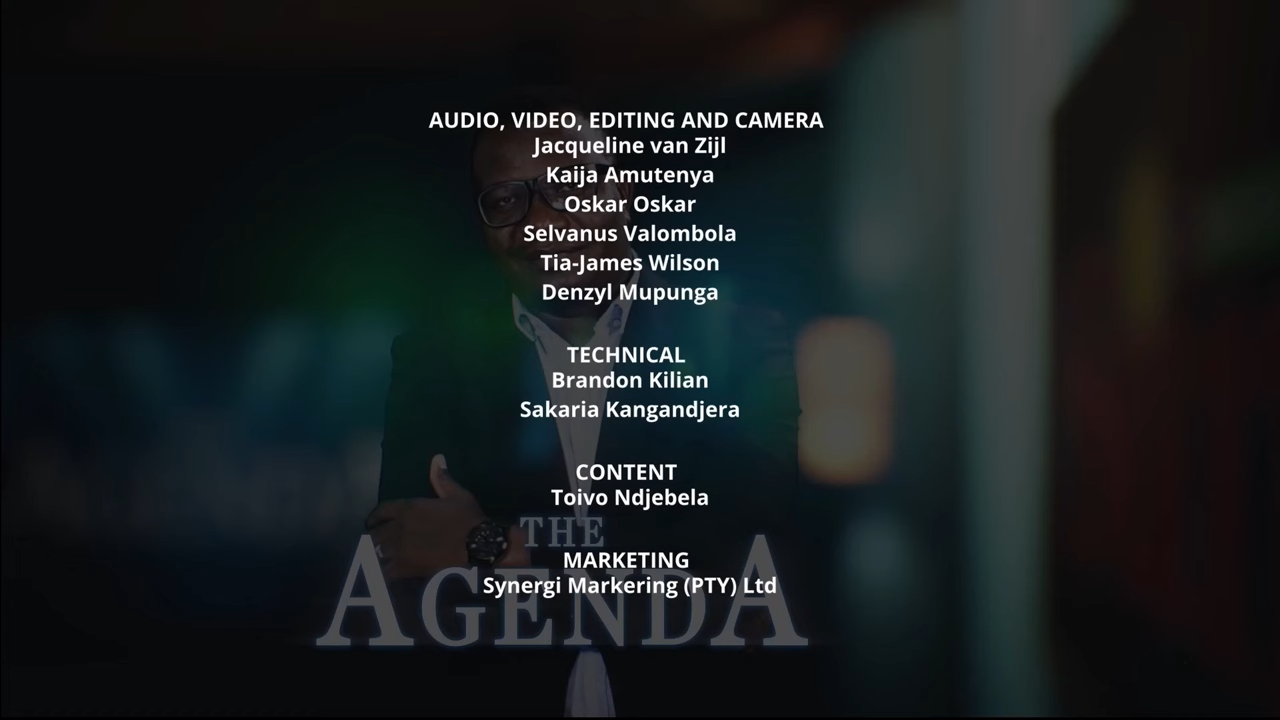 AUDIO, VIDEO, EDITING AND CAMERA
Jacqueline van Zijl
Kaija Amutenya
Oskar Oskar
Selvanus Valombola
Tia-James Wilson
Denzyl Mupunga
TECHNICAL
Brandon Kilian
Sakaria Kangandjera
CONTENT
Toivo Ndjebela
THE
AGENDA
MARKETING
Synergi Markering (PTY) Ltd